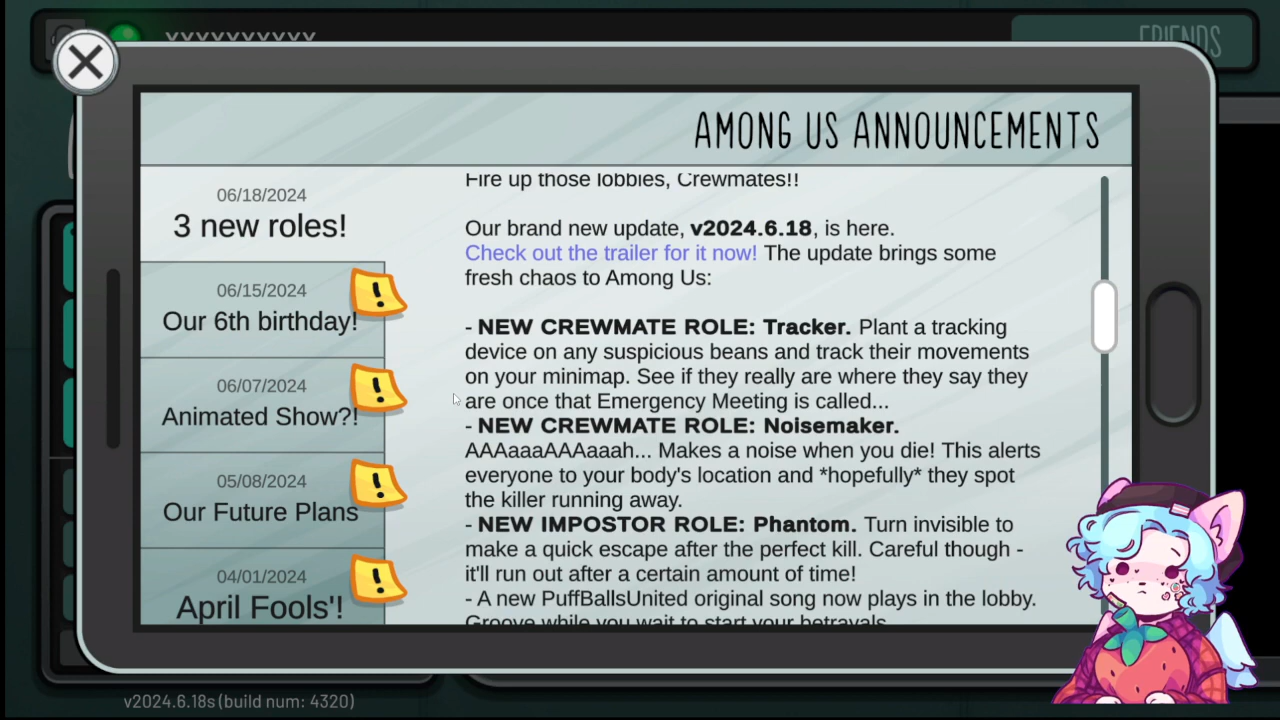 FRIENDS
AMONG US ANNOUNCEMENTS
06/18/2024
3 new roles!
06/15/2024
Our 6th birthday!
06/07/2024
Animated Show?!
05/08/2024
Our Future Plans
04/01/2024
April Fools'!
Fire up those lobbies, Crewmates!!
Our brand new update, v2024.6.18, is here.
Check out the trailer for it now! The update brings some
fresh chaos to Among Us:
- NEW CREWMATE ROLE: Tracker. Plant a tracking
device on any suspicious beans and track their movements
on your minimap. See if they really are where they say they
are once that Emergency Meeting is called...
- NEW CREWMATE ROLE: Noisemaker.
AAAaaaAAAaaah... Makes a noise when you die! This alerts
everyone to your body's location and *hopefully* they spot
the killer running away.
- NEW IMPOSTOR ROLE: Phantom. Turn invisible to
make a quick escape after the perfect kill. Careful though -
it'll run out after a certain amount of time!
- A new PuffBallsUnited original song now plays in the lobby.
Groove while you wait to start your betrayals
v2024.6.18s (build num: 4320)